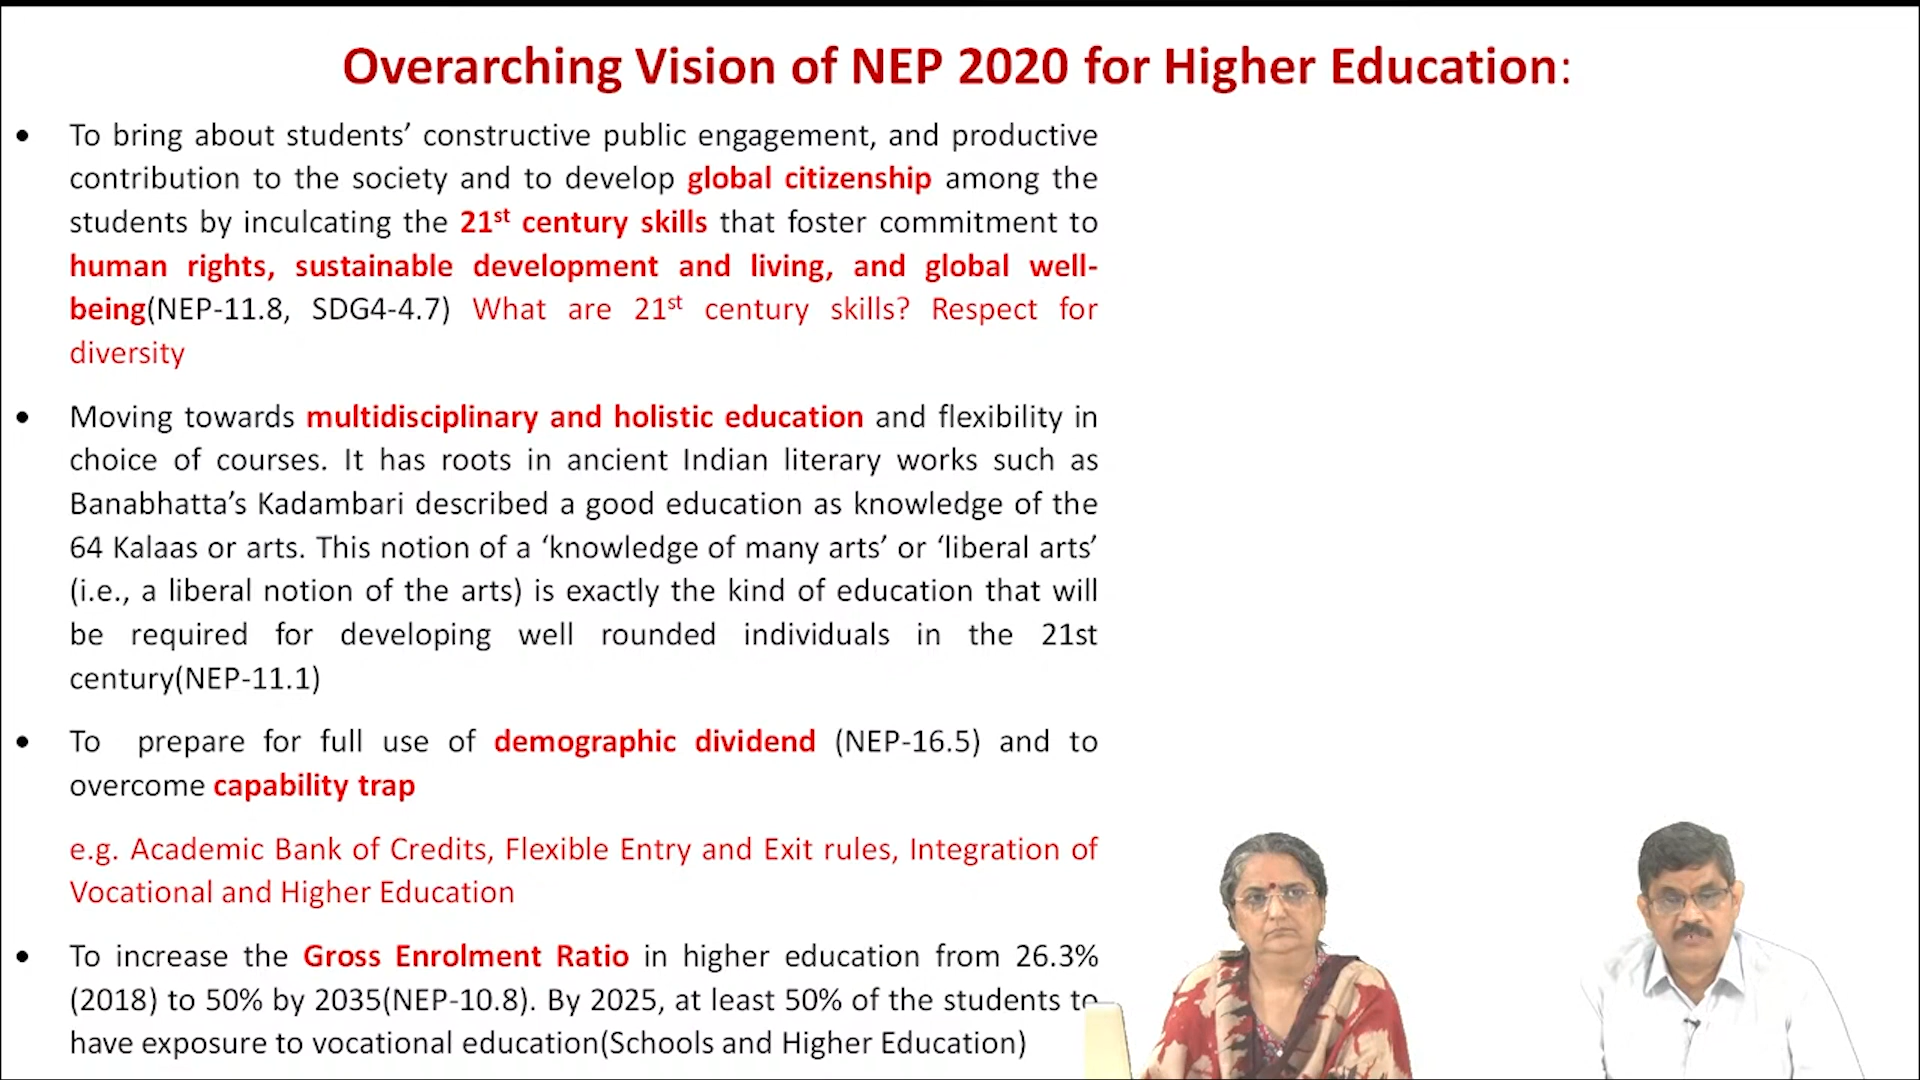 Overarching Vision of NEP 2020 for Higher Education:
• To bring about students’ constructive public engagement, and productive
contribution to the society and to develop global citizenship among the
students by inculcating the 21st century skills that foster commitment to
human rights, sustainable development and living, and global well-
being(NEP-11.8, SDG4-4.7) What are 21st century skills? Respect for
diversity
• Moving towards multidisciplinary and holistic education and flexibility in
choice of courses. It has roots in ancient Indian literary works such as
Banabhatta’s Kadambari described a good education as knowledge of the
64 Kalaas or arts. This notion of a ‘knowledge of many arts’ or ‘liberal arts’
(i.e., a liberal notion of the arts) is exactly the kind of education that will
be required for developing well rounded individuals in the 21st
century(NEP-11.1)
• To prepare for full use of demographic dividend (NEP-16.5) and to
overcome capability trap
e.g. Academic Bank of Credits, Flexible Entry and Exit rules, Integration of
Vocational and Higher Education
• To increase the Gross Enrolment Ratio in higher education from 26.3%
(2018) to 50% by 2035(NEP-10.8). By 2025, at least 50% of the students to
have exposure to vocational education(Schools and Higher Education)